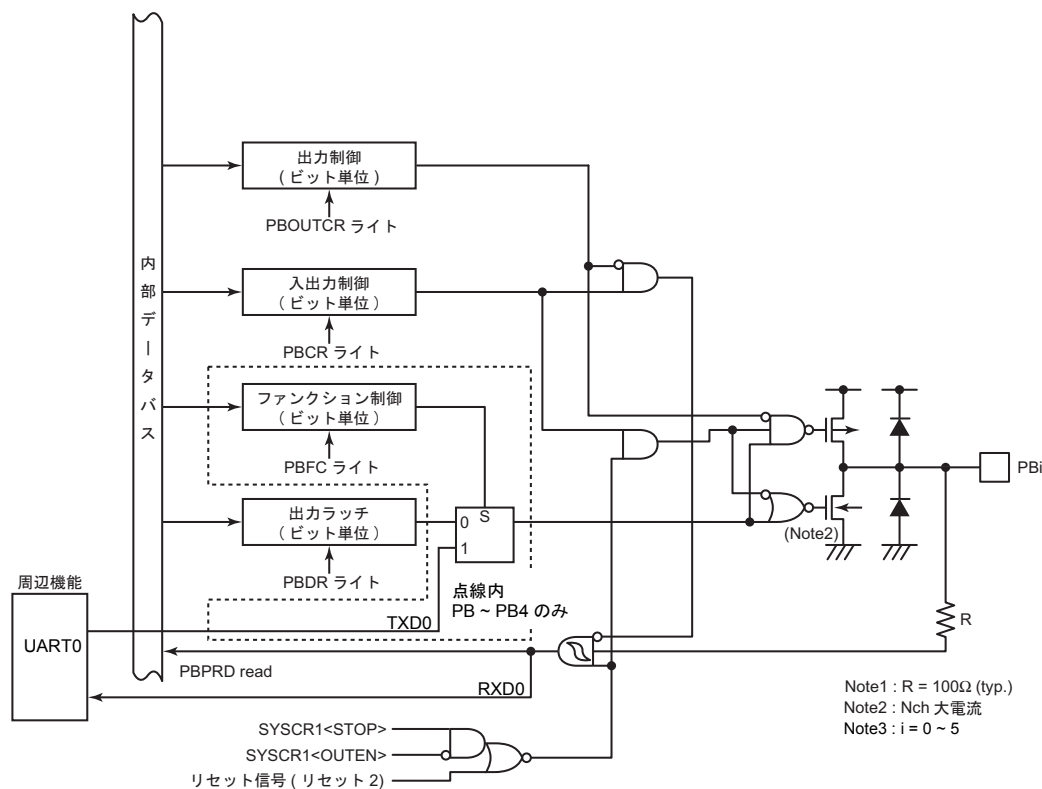 出力制御
( ビット単位 )
PBOUTCR ライト
内部データバス
入出力制御
( ビット単位 )
PBCR ライト
ファンクション制御
( ビット単位 )
PBFC ライト
出力ラッチ
( ビット単位 )
PBDR ライト
0
S
1
点線内
PB ~ PB4 のみ
周辺機能
UART0
TXD0
PBPRD read
RXD0
(Note2)
PBi
R
SYSCR1<STOP>
SYSCR1<OUTEN>
リセット信号 ( リセット 2)
Note1 : R = 100Ω (typ.)
Note2 : Nch 大電流
Note3 : i = 0 ~ 5